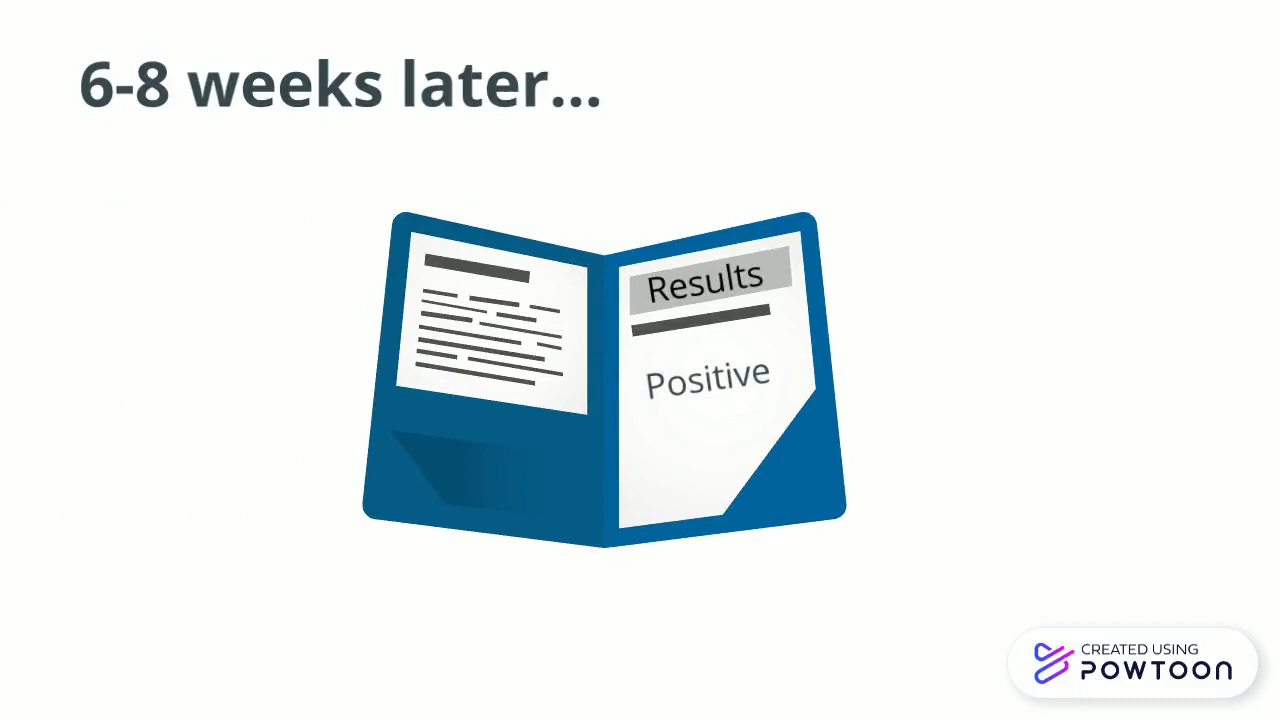 6-8 weeks later...
Results
Positive
CREATED USING
POWTOON